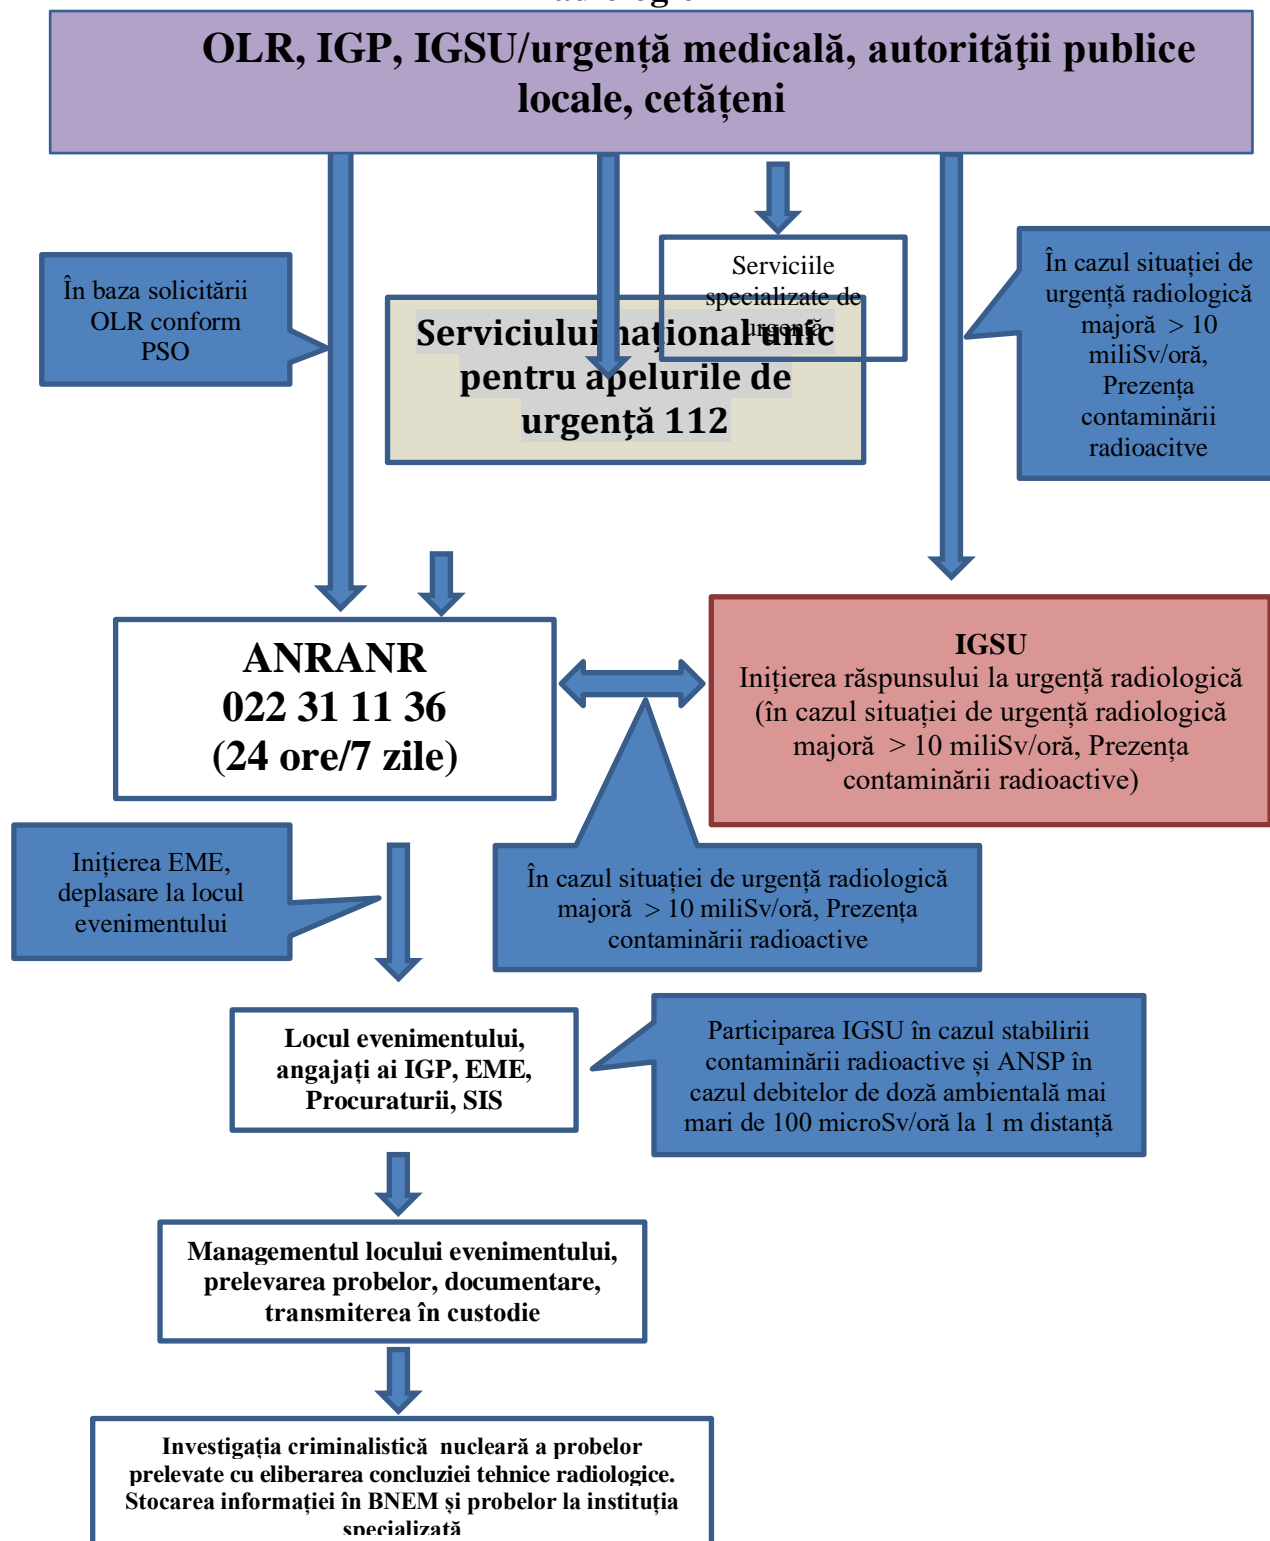 OLR, IGP, IGSU/urgență medicală, autorităţii publice
locale, cetățeni
În baza solicitării
OLR conform
PSO
Serviciile
specializate de
urgență
Serviciului naţional unic
pentru apelurile de
urgență 112
În cazul situației de
urgență radiologică
majoră > 10
miliSv/oră,
Prezența
contaminării
radioacitve
ANRANR
022 31 11 36
(24 ore/7 zile)
IGSU
Inițierea răspunsului la urgență radiologică
(în cazul situației de urgență radiologică
majoră > 10 miliSv/oră, Prezența
contaminării radioactive)
Inițierea EME,
deplasare la locul
evenimentului
În cazul situației de urgență radiologică
majoră > 10 miliSv/oră, Prezența
contaminării radioactive
Locul evenimentului,
angajați ai IGP, EME,
Procuraturii, SIS
Participarea IGSU în cazul stabilirii
contaminării radioactive și ANSP în
cazul debitelor de doză ambientală mai
mari de 100 microSv/oră la 1 m distanță
Managementul locului evenimentului,
prelevarea probelor, documentare,
transmiterea în custodie
Investigația criminalistică nucleară a probelor
prelevate cu eliberarea concluziei tehnice radiologice.
Stocarea informației în BNEM și probelor la instituția
specializată